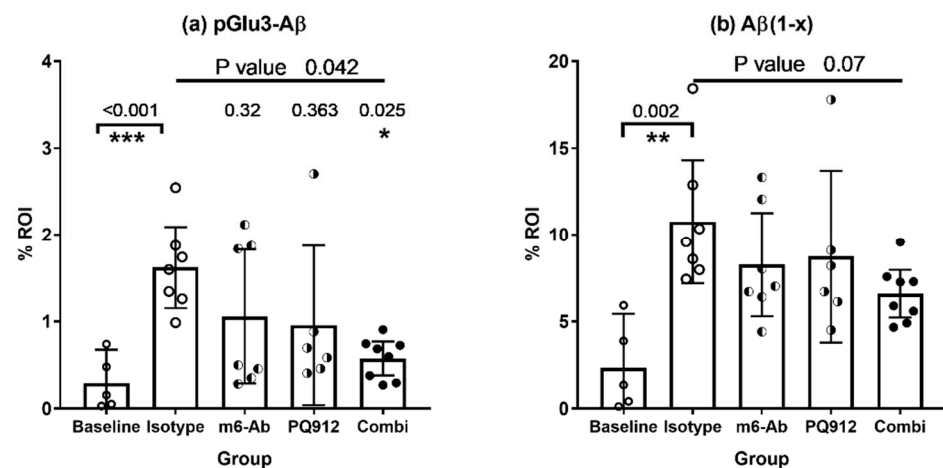 (a) pGlu3-Aβ
4
3
2
1
0
% ROI
P value 0.042
<0.001 0.32 0.363 0.025
*** *
Baseline Isotype m6-Ab PQ912 Combi
Group
(b) Aβ(1-x)
20
15
10
5
0
% ROI
P value 0.07
0.002
**
Baseline Isotype m6-Ab PQ912 Combi
Group